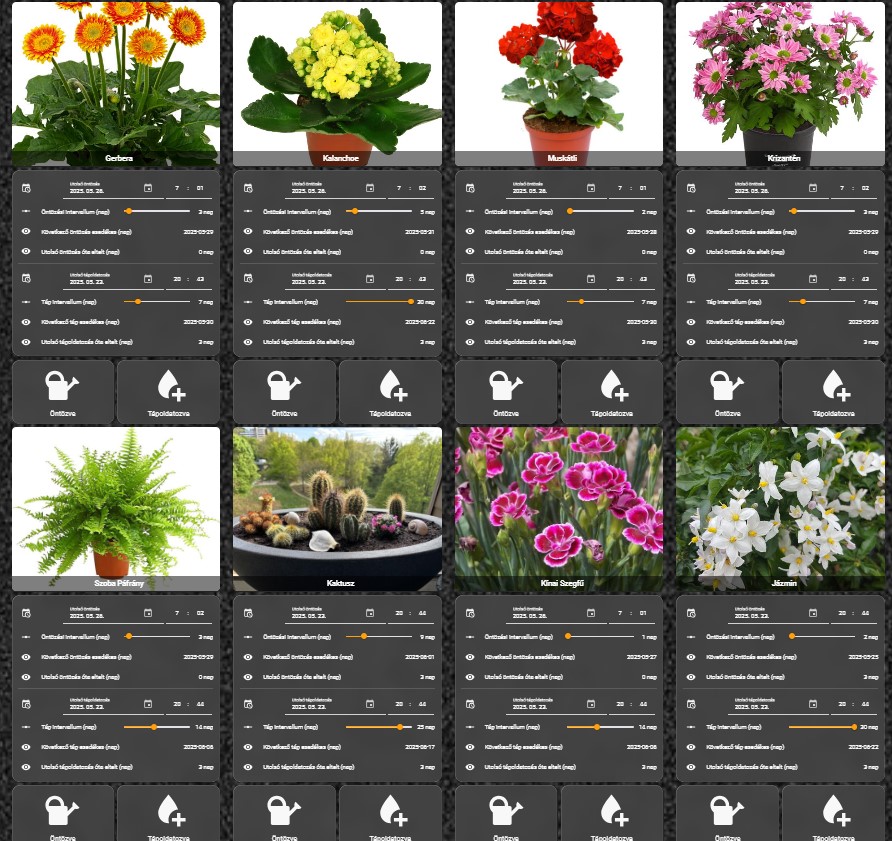 Gerbera
Kalanchoe
Muskátli
Krizantén
Utolsó öntözés
2025. 05. 26.
7 : 01
Öntözési intervallum (nap)
3 nap
Következő öntözés esedékes (nap)
2025-05-29
Utolsó öntözés óta eltelt (nap)
0 nap
Utolsó tápoldatozás
2025. 05. 23.
20 : 43
Táp intervallum (nap)
7 nap
Következő táp esedékes (nap)
2025-05-30
Utolsó tápoldatozás óta eltelt (nap)
3 nap
Utolsó öntözés
2025. 05. 26.
7 : 02
Öntözési intervallum (nap)
5 nap
Következő öntözés esedékes (nap)
2025-05-31
Utolsó öntözés óta eltelt (nap)
0 nap
Utolsó tápoldatozás
2025. 05. 23.
20 : 43
Táp intervallum (nap)
30 nap
Következő táp esedékes (nap)
2025-06-22
Utolsó tápoldatozás óta eltelt (nap)
3 nap
Utolsó öntözés
2025. 05. 26.
7 : 01
Öntözési intervallum (nap)
2 nap
Következő öntözés esedékes (nap)
2025-05-28
Utolsó öntözés óta eltelt (nap)
0 nap
Utolsó tápoldatozás
2025. 05. 23.
20 : 43
Táp intervallum (nap)
7 nap
Következő táp esedékes (nap)
2025-05-30
Utolsó tápoldatozás óta eltelt (nap)
3 nap
Utolsó öntözés
2025. 05. 26.
7 : 02
Öntözési intervallum (nap)
3 nap
Következő öntözés esedékes (nap)
2025-05-29
Utolsó öntözés óta eltelt (nap)
0 nap
Utolsó tápoldatozás
2025. 05. 23.
20 : 43
Táp intervallum (nap)
7 nap
Következő táp esedékes (nap)
2025-05-30
Utolsó tápoldatozás óta eltelt (nap)
3 nap
Öntözve
Tápoldatozva
Öntözve
Tápoldatozva
Öntözve
Tápoldatozva
Öntözve
Tápoldatozva
Szoba Páfrány
Kaktusz
Kínai Szegfű
Jázmin
Utolsó öntözés
2025. 05. 26.
7 : 02
Öntözési intervallum (nap)
3 nap
Következő öntözés esedékes (nap)
2025-05-29
Utolsó öntözés óta eltelt (nap)
0 nap
Utolsó tápoldatozás
2025. 05. 23.
20 : 44
Táp intervallum (nap)
14 nap
Következő táp esedékes (nap)
2025-06-06
Utolsó tápoldatozás óta eltelt (nap)
3 nap
Utolsó öntözés
2025. 05. 23.
20 : 44
Öntözési intervallum (nap)
9 nap
Következő öntözés esedékes (nap)
2025-06-01
Utolsó öntözés óta eltelt (nap)
3 nap
Utolsó tápoldatozás
2025. 05. 23.
20 : 44
Táp intervallum (nap)
25 nap
Következő táp esedékes (nap)
2025-06-17
Utolsó tápoldatozás óta eltelt (nap)
3 nap
Utolsó öntözés
2025. 05. 26.
7 : 01
Öntözési intervallum (nap)
1 nap
Következő öntözés esedékes (nap)
2025-05-27
Utolsó öntözés óta eltelt (nap)
0 nap
Utolsó tápoldatozás
2025. 05. 23.
20 : 44
Táp intervallum (nap)
14 nap
Következő táp esedékes (nap)
2025-06-06
Utolsó tápoldatozás óta eltelt (nap)
3 nap
Utolsó öntözés
2025. 05. 23.
20 : 44
Öntözési intervallum (nap)
2 nap
Következő öntözés esedékes (nap)
2025-05-25
Utolsó öntözés óta eltelt (nap)
3 nap
Utolsó tápoldatozás
2025. 05. 23.
20 : 44
Táp intervallum (nap)
30 nap
Következő táp esedékes (nap)
2025-06-22
Utolsó tápoldatozás óta eltelt (nap)
3 nap
Öntözve
Tápoldatozva
Öntözve
Tápoldatozva
Öntözve
Tápoldatozva
Öntözve
Tápoldatozva